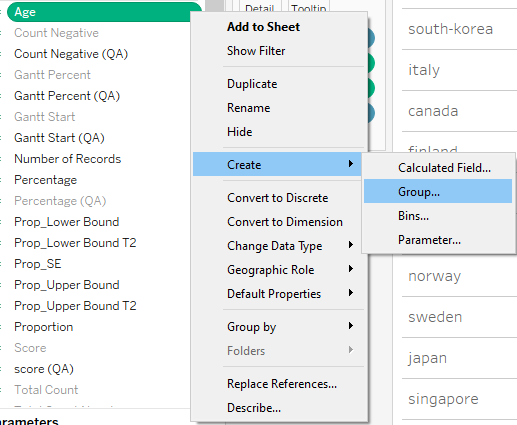 Age
Count Negative
Count Negative (QA)
Gantt Percent
Gantt Percent (QA)
Gantt Start
Gantt Start (QA)
Number of Records
Percentage
Percentage (QA)
Prop_Lower Bound
Prop_Lower Bound T2
Prop_SE
Prop_Upper Bound
Prop_Upper Bound T2
Proportion
Score
score (QA)
Total Count
Detail
Tooltip
Add to Sheet
Show Filter
Duplicate
Rename
Hide
Create
Convert to Discrete
Convert to Dimension
Change Data Type
Geographic Role
Default Properties
Group by
Folders
Replace References...
Describe...
Calculated Field...
Group...
Bins...
Parameter...
south-korea
italy
canada
finland
norway
sweden
japan
singapore